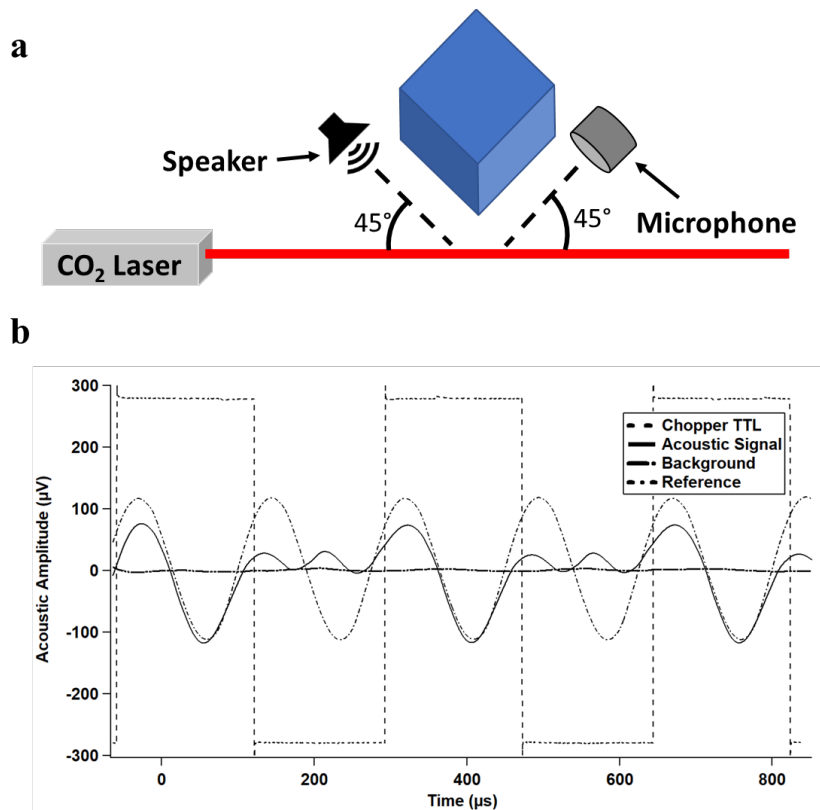 a
Speaker
45°
45°
Microphone
CO₂ Laser
b
300
200
100
0
-100
-200
-300
Acoustic Amplitude (µV)
Chopper TTL
Acoustic Signal
Background
Reference
0
200
400
600
800
Time (µs)